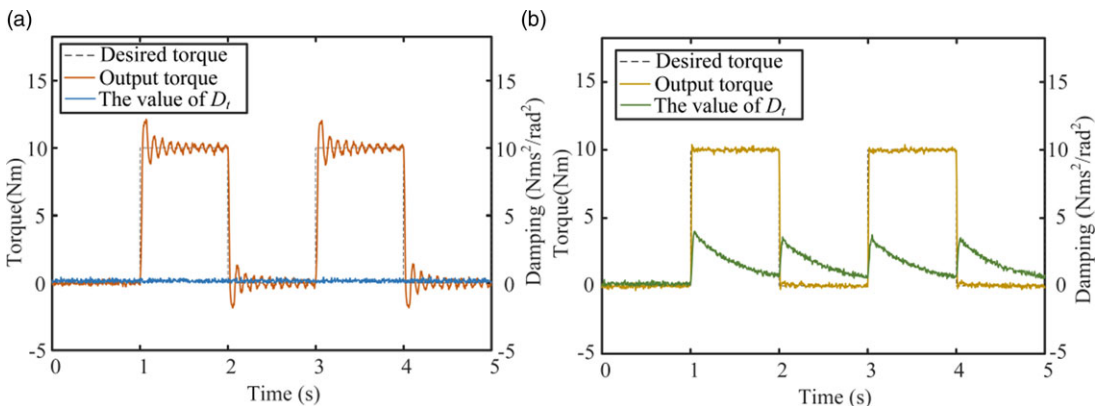 (a)
Desired torque
Output torque
The value of Dt
15
10
5
0
-5
Torque(Nm)
15
10
5
0
-5
Damping (Nms²/rad²)
0 1 2 3 4 5
Time (s)
(b)
Desired torque
Output torque
The value of Dt
15
10
5
0
-5
Torque(Nm)
15
10
5
0
-5
Damping (Nms²/rad²)
0 1 2 3 4 5
Time (s)